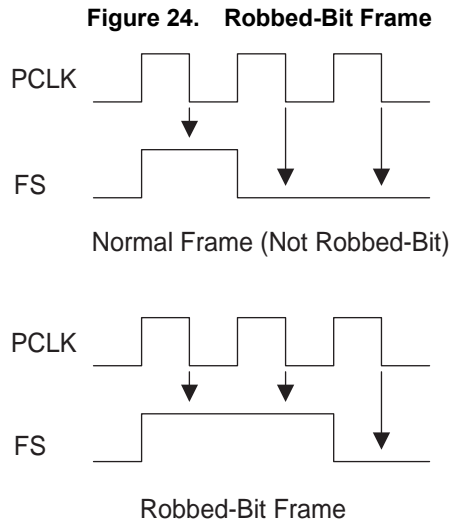 Figure 24. Robbed-Bit Frame
PCLK
FS
Normal Frame (Not Robbed-Bit)
PCLK
FS
Robbed-Bit Frame